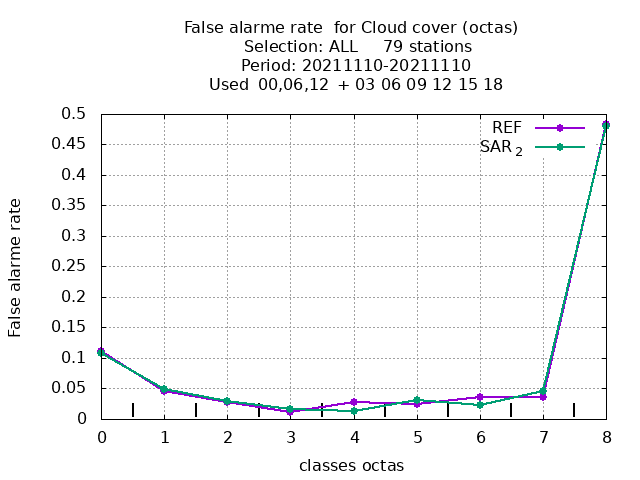 False alarme rate  for Cloud cover (octas)
Selection: ALL     79 stations
Period: 20211110-20211110
Used  00,06,12  + 03 06 09 12 15 18
0.5
0.45
0.4
0.35
0.3
0.25
0.2
0.15
0.1
0.05
0
False alarme rate
REF
SAR 2
0 1 2 3 4 5 6 7 8
classes octas